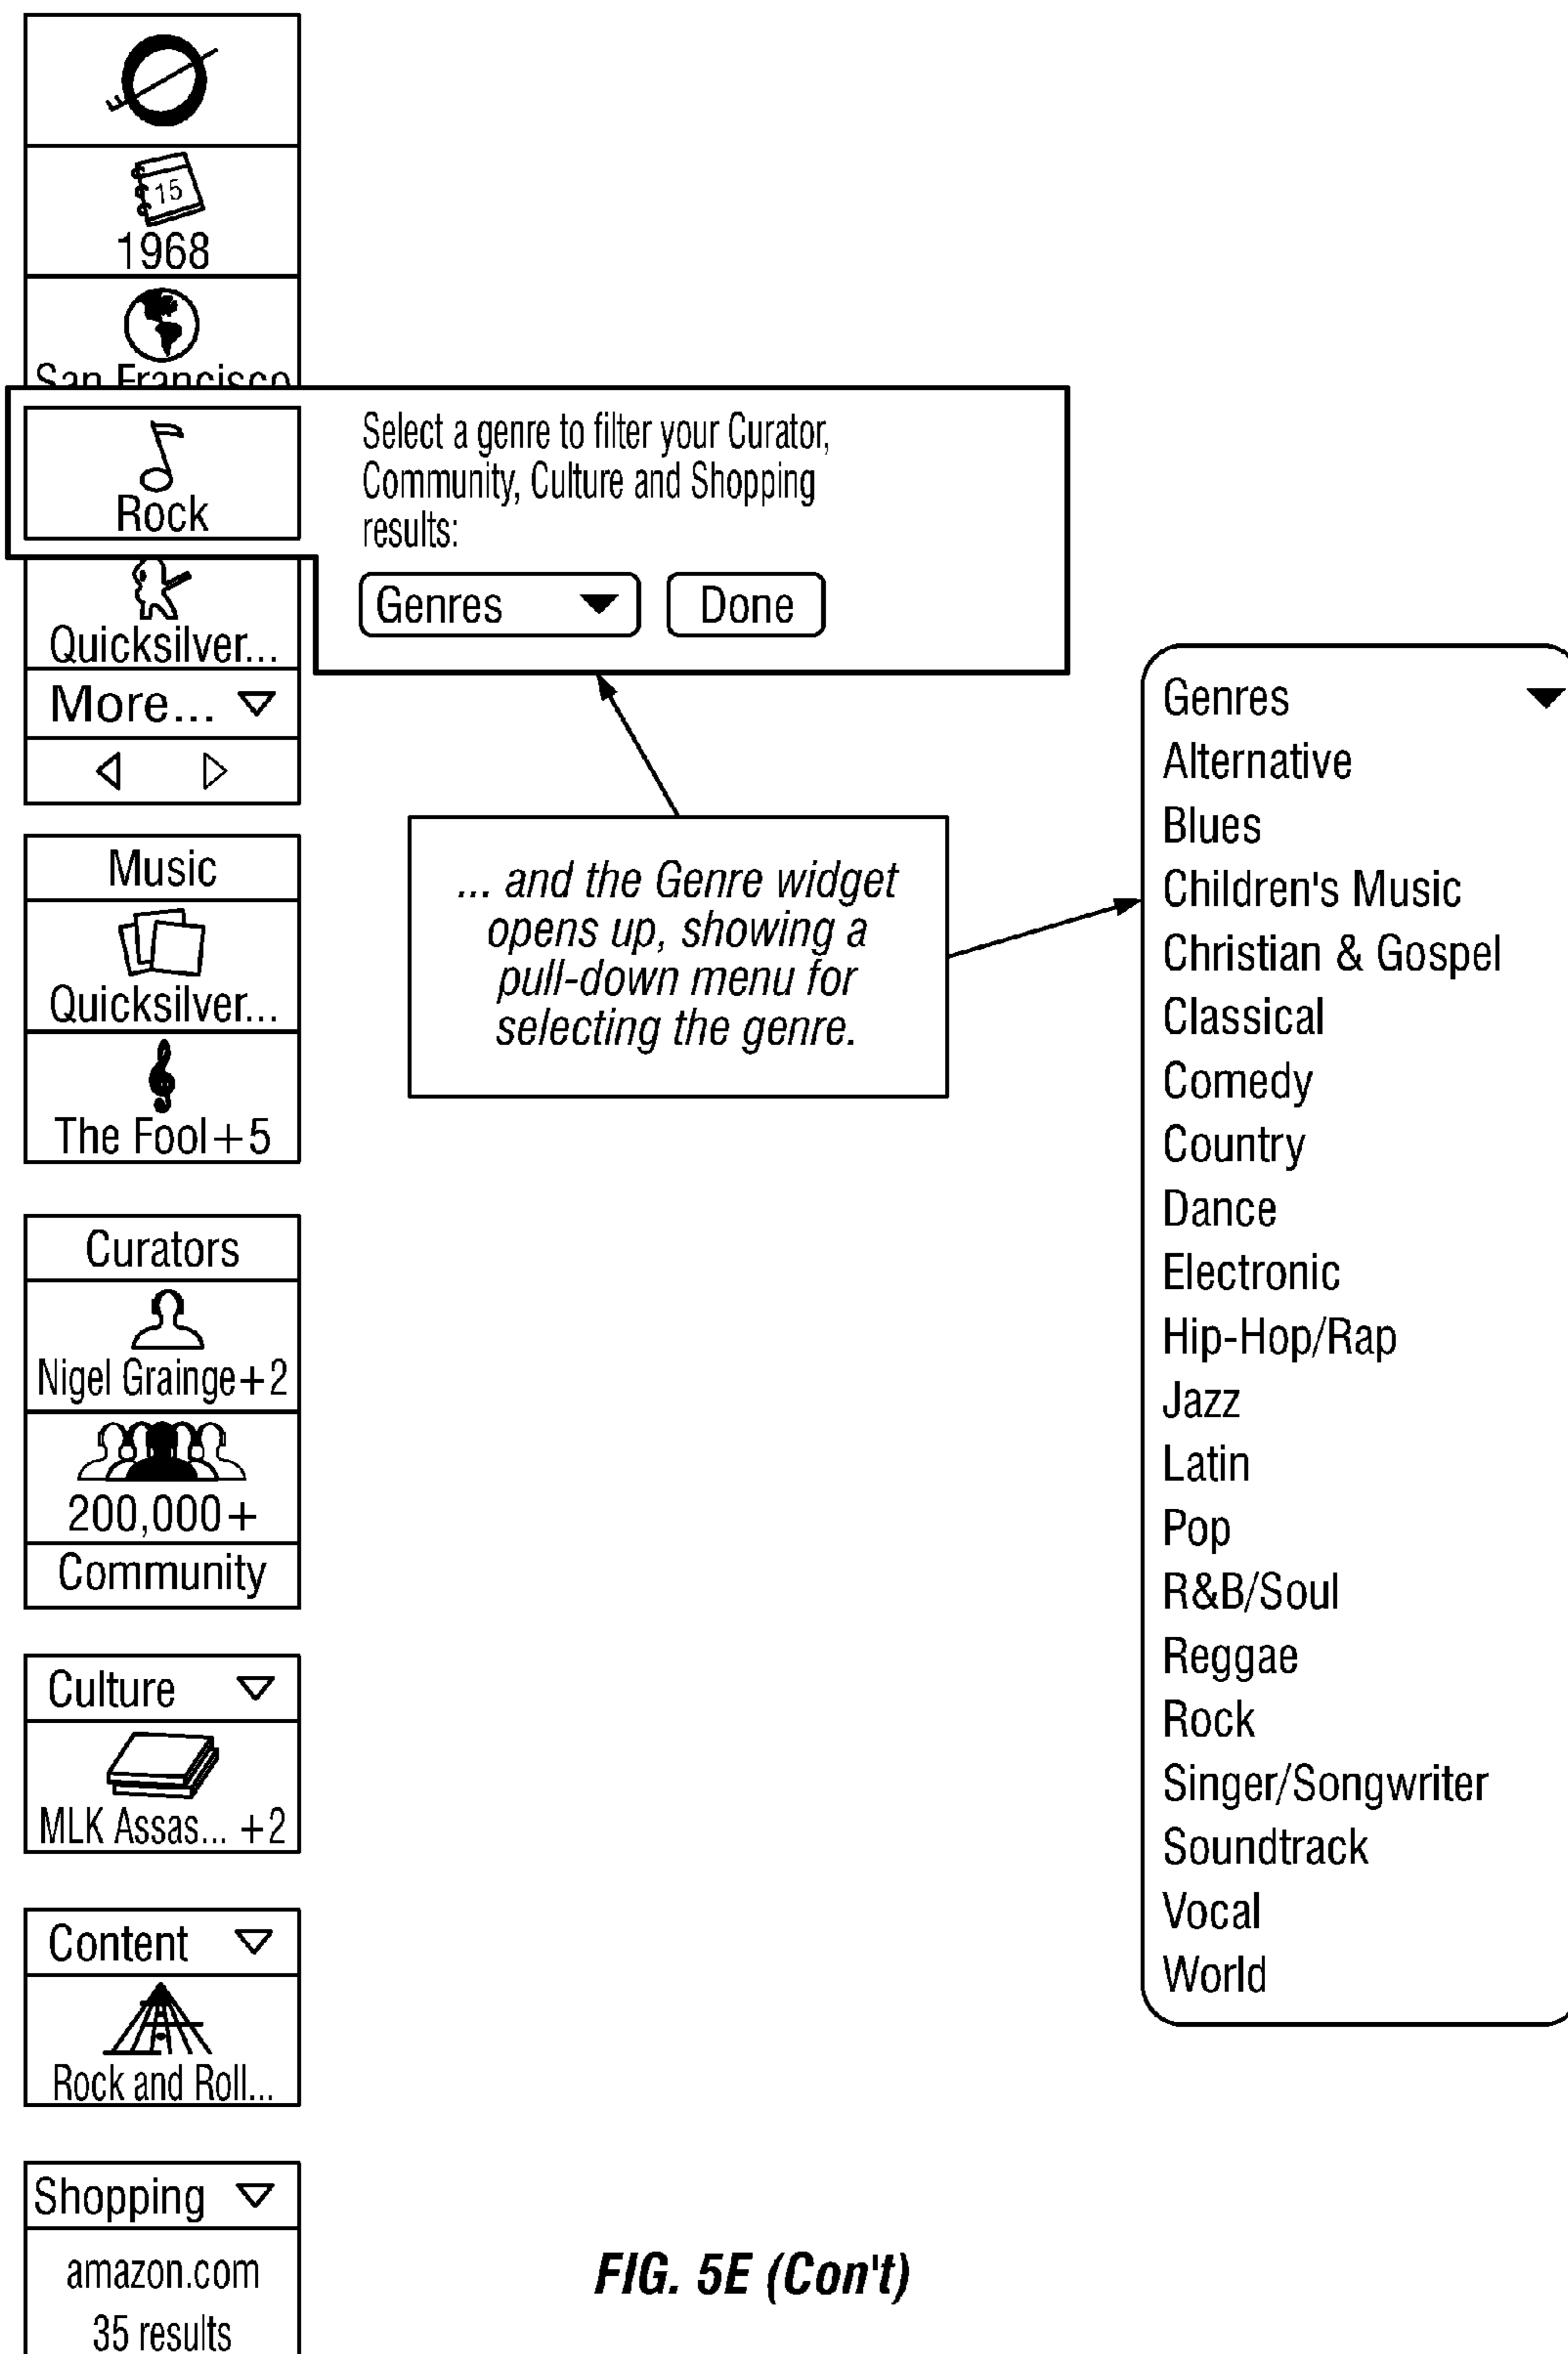 15
1968
San Francisco
Rock
Select a genre to filter your Curator,
Community, Culture and Shopping
results:
Genres
Done
Quicksilver...
More...
Music
Quicksilver...
The Fool+5
Curators
Nigel Grainge+2
200,000+
Community
Culture
MLK Assas... +2
Content
Rock and Roll...
Shopping
amazon.com
35 results
... and the Genre widget
opens up, showing a
pull-down menu for
selecting the genre.
Genres
Alternative
Blues
Children's Music
Christian & Gospel
Classical
Comedy
Country
Dance
Electronic
Hip-Hop/Rap
Jazz
Latin
Pop
R&B/Soul
Reggae
Rock
Singer/Songwriter
Soundtrack
Vocal
World
FIG. 5E (Con't)